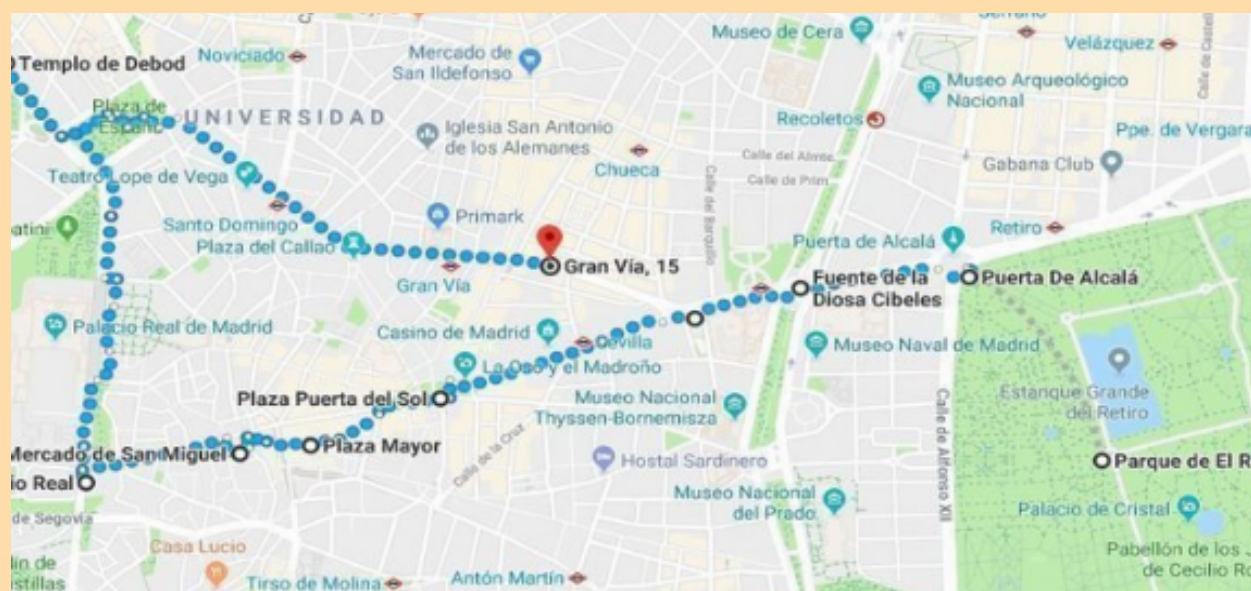 Museo de Cera
Serrano
Velázquez
Calle de Castell
Templo de Debod
Noviciado
Mercado de
San Ildefonso
Museo Arqueológico
Nacional
Plaza de
UNIVERSIDAD
Iglesia San Antonio
de los Alemanes
Recoletos
Ppe. de Vergara
Chueca
Calle del Almte.
Calle de Prim
Gabana Club
Teatro Lope de Vega
Calle del Barquillo
Santo Domingo
Primark
Plaza del Callao
Puerta de Alcalá
Retiro
atini
Gran Vía, 15
Gran Vía
Fuente de la
Diosa Cibeles
Puerta De Alcalá
Palacio Real de Madrid
Casino de Madrid
Museo Naval de Madrid
La Oso y el Madroño
Plaza Puerta del Sol
Museo Nacional
Thyssen-Bornemisza
Estanque Grande
del Retiro
Calle de la Cruz
Calle de Alfonso XII
Mercado de San Miguel
Plaza Mayor
Hostal Sardinero
Parque de El R
io Real
Museo Nacional
del Prado
Palacio de Cristal
de Segovia
Casa Lucio
Pabellón de los J
de Cecilio Ro
lín de
stillas
Tirso de Molina
Antón Martín